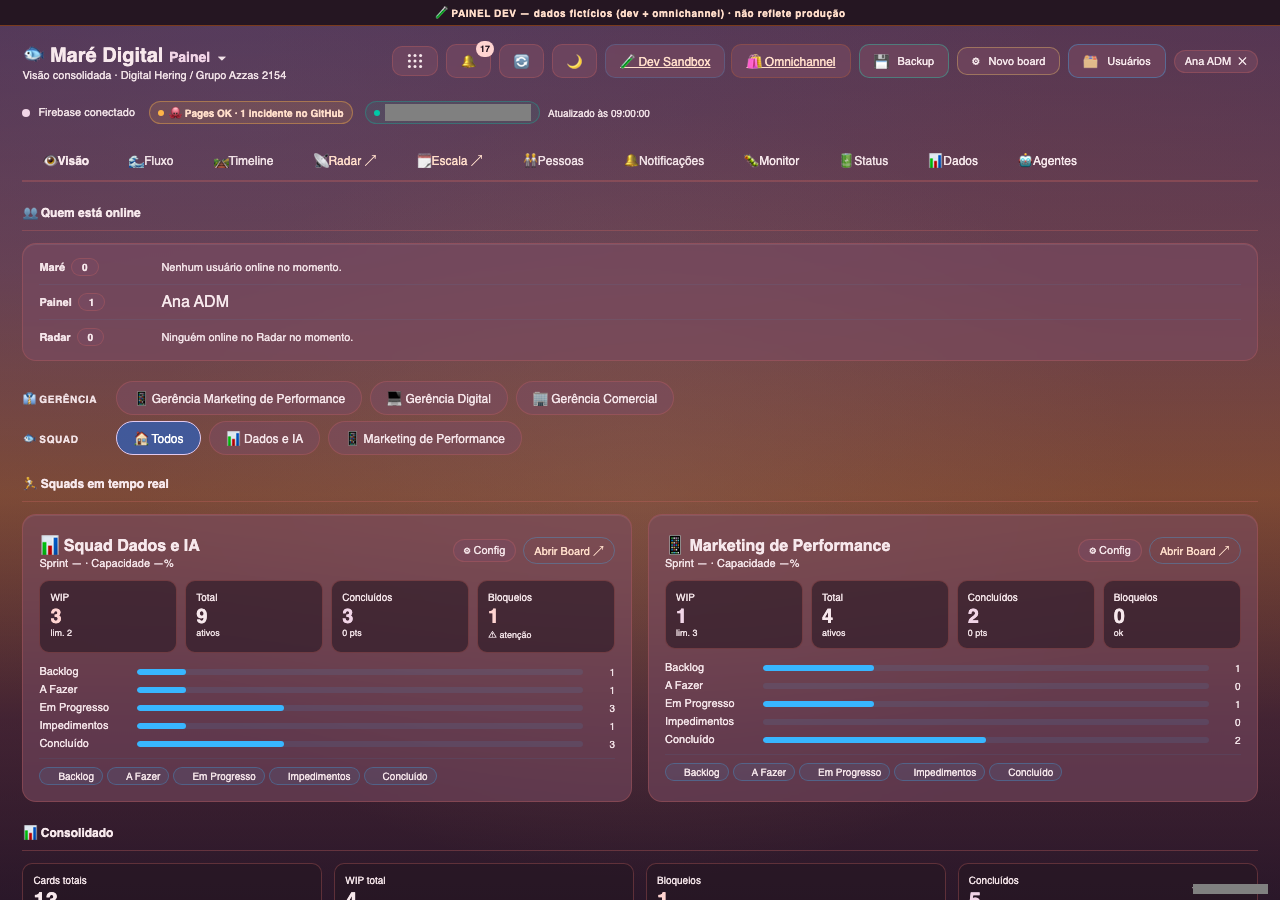 PAINEL DEV — dados fictícios (dev + omnichannel) · não reflete produção
Maré Digital Painel
Visão consolidada · Digital Hering / Grupo Azzas 2154
17
Dev Sandbox
Omnichannel
Backup
Novo board
Usuários
Ana ADM ✕
Firebase conectado
Pages OK · 1 incidente no GitHub
Atualizado às 09:00:00
Visão
Fluxo
Timeline
Radar ↗
Escala ↗
Pessoas
Notificações
Monitor
Status
Dados
Agentes
Quem está online
Maré 0 Nenhum usuário online no momento.
Painel 1 Ana ADM
Radar 0 Ninguém online no Radar no momento.
GERÊNCIA
Gerência Marketing de Performance
Gerência Digital
Gerência Comercial
SQUAD
Todos
Dados e IA
Marketing de Performance
Squads em tempo real
Squad Dados e IA
Sprint — · Capacidade —%
Config
Abrir Board ↗
WIP
3
lim. 2
Total
9
ativos
Concluídos
3
0 pts
Bloqueios
1
⚠ atenção
Backlog 1
A Fazer 1
Em Progresso 3
Impedimentos 1
Concluído 3
Backlog
A Fazer
Em Progresso
Impedimentos
Concluído
Marketing de Performance
Sprint — · Capacidade —%
Config
Abrir Board ↗
WIP
1
lim. 3
Total
4
ativos
Concluídos
2
0 pts
Bloqueios
0
ok
Backlog 1
A Fazer 0
Em Progresso 1
Impedimentos 0
Concluído 2
Backlog
A Fazer
Em Progresso
Impedimentos
Concluído
Consolidado
Cards totais
13
WIP total
4
Bloqueios
1
Concluídos
5